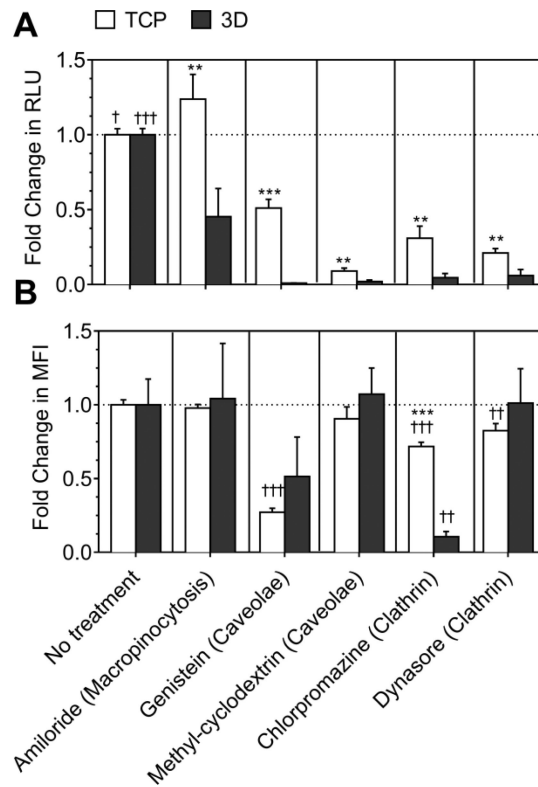 A
TCP 3D
Fold Change in RLU
1.5
1.0
0.5
0.0
† ††† ** *** ** ** **
B
Fold Change in MFI
1.5
1.0
0.5
0.0
††† *** ††† †† ††
No treatment
Amiloride (Macropinocytosis)
Genistein (Caveolae)
Methyl-cyclodextrin (Caveolae)
Chlorpromazine (Clathrin)
Dynasore (Clathrin)